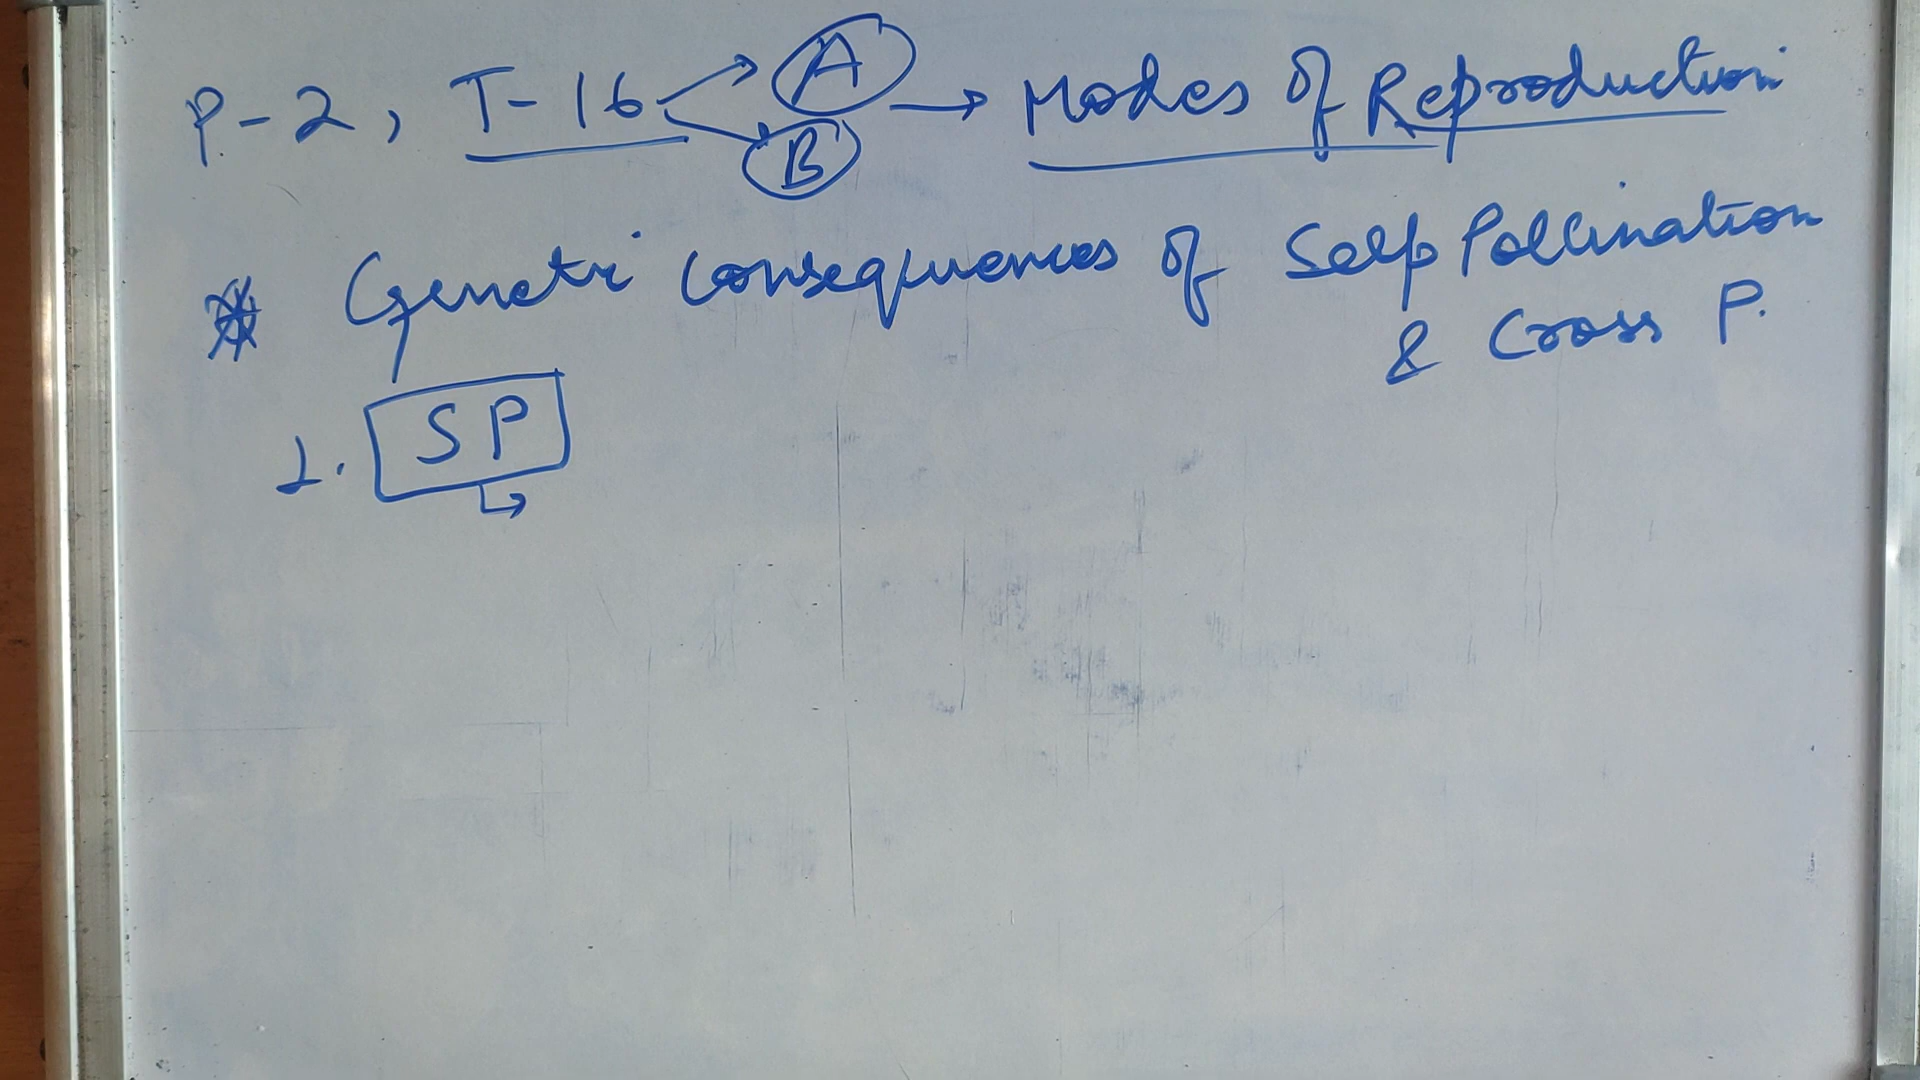 P-2, T-16 → A → Modes of Reproduction
B
* Genetic Consequences of Self Pollination
& Cross P.
1. SP